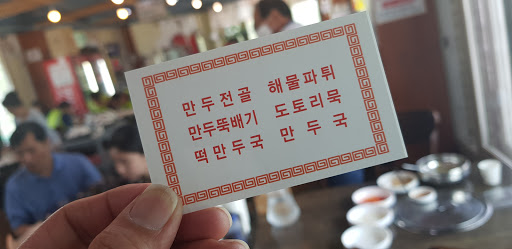 만두전골 해물파튀
만두뚝배기 도토리묵
떡만두국 만두국